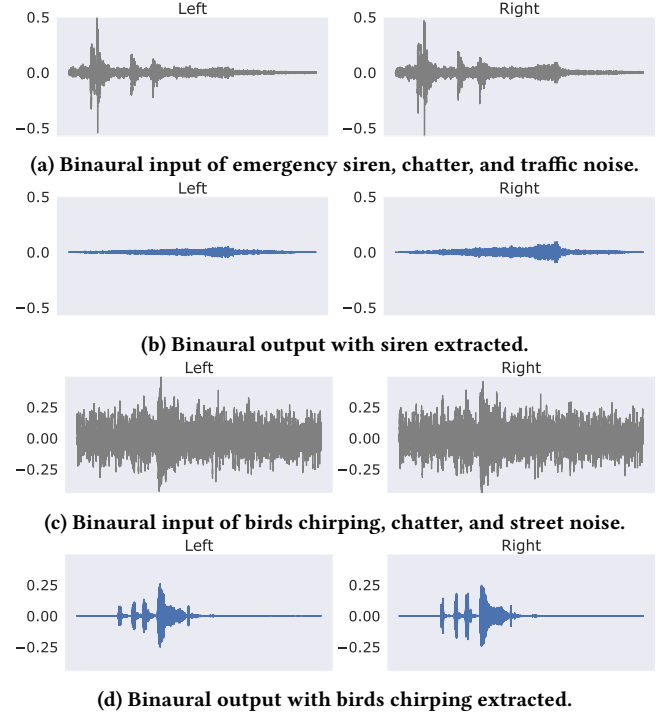 Left Right
0.5 0.5
0.0 0.0
−0.5 −0.5
(a) Binaural input of emergency siren, chatter, and traffic noise.
Left Right
0.5 0.5
0.0 0.0
−0.5 −0.5
(b) Binaural output with siren extracted.
Left Right
0.25 0.25
0.00 0.00
−0.25 −0.25
(c) Binaural input of birds chirping, chatter, and street noise.
Left Right
0.25 0.25
0.00 0.00
−0.25 −0.25
(d) Binaural output with birds chirping extracted.